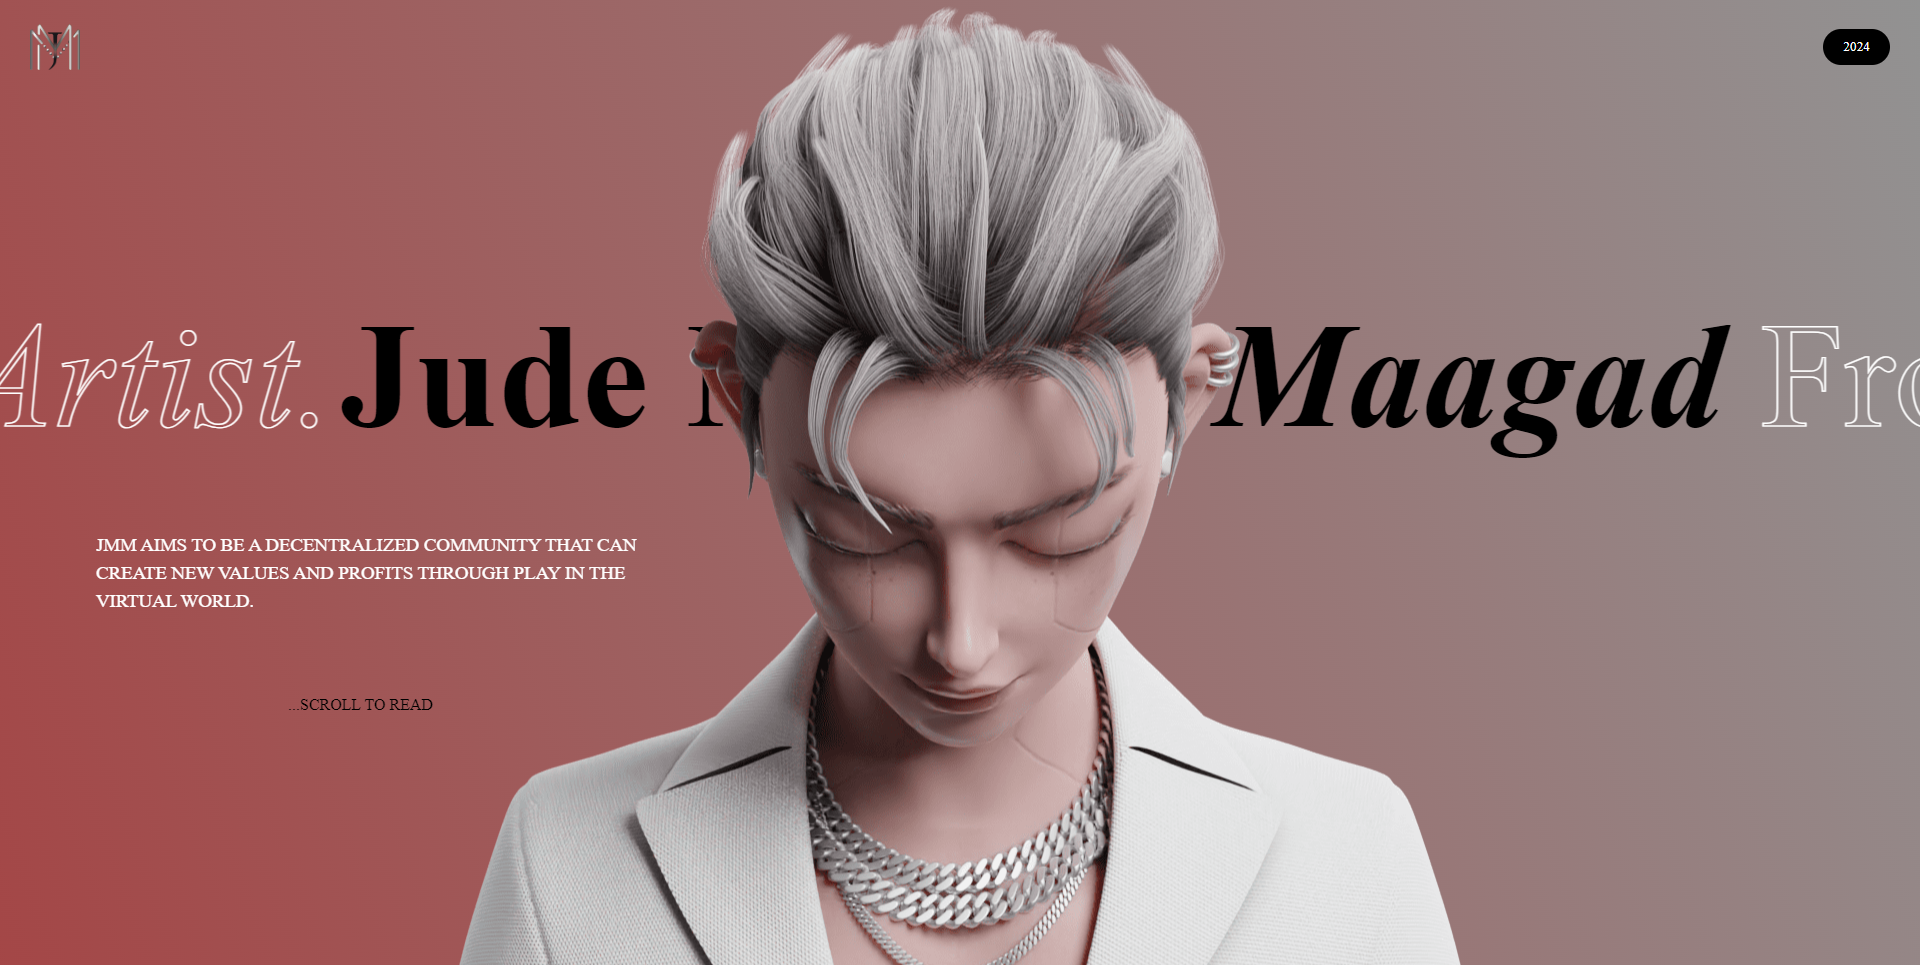 2024
Artist. Jude Maagad
JMM AIMS TO BE A DECENTRALIZED COMMUNITY THAT CAN
CREATE NEW VALUES AND PROFITS THROUGH PLAY IN THE
VIRTUAL WORLD.
...SCROLL TO READ